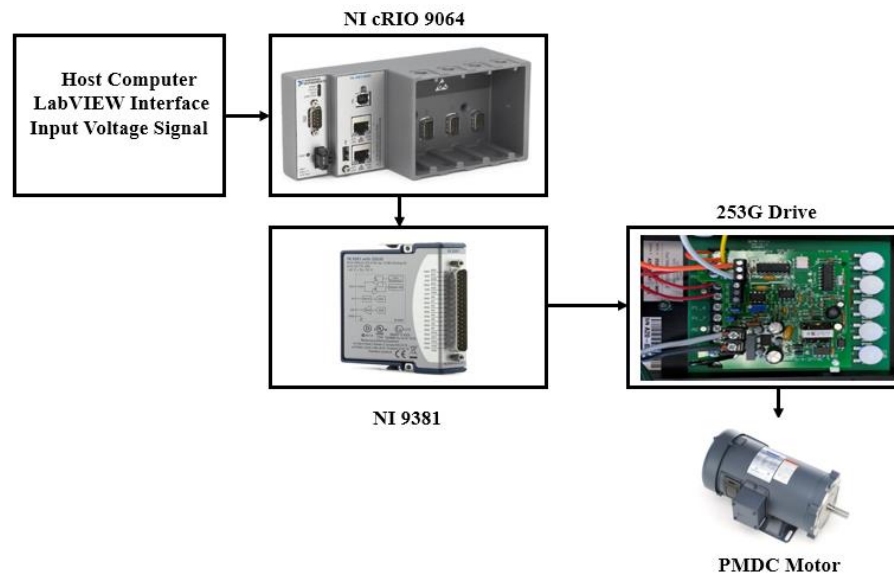 NI cRIO 9064
Host Computer
LabVIEW Interface
Input Voltage Signal
253G Drive
NI 9381
PMDC Motor